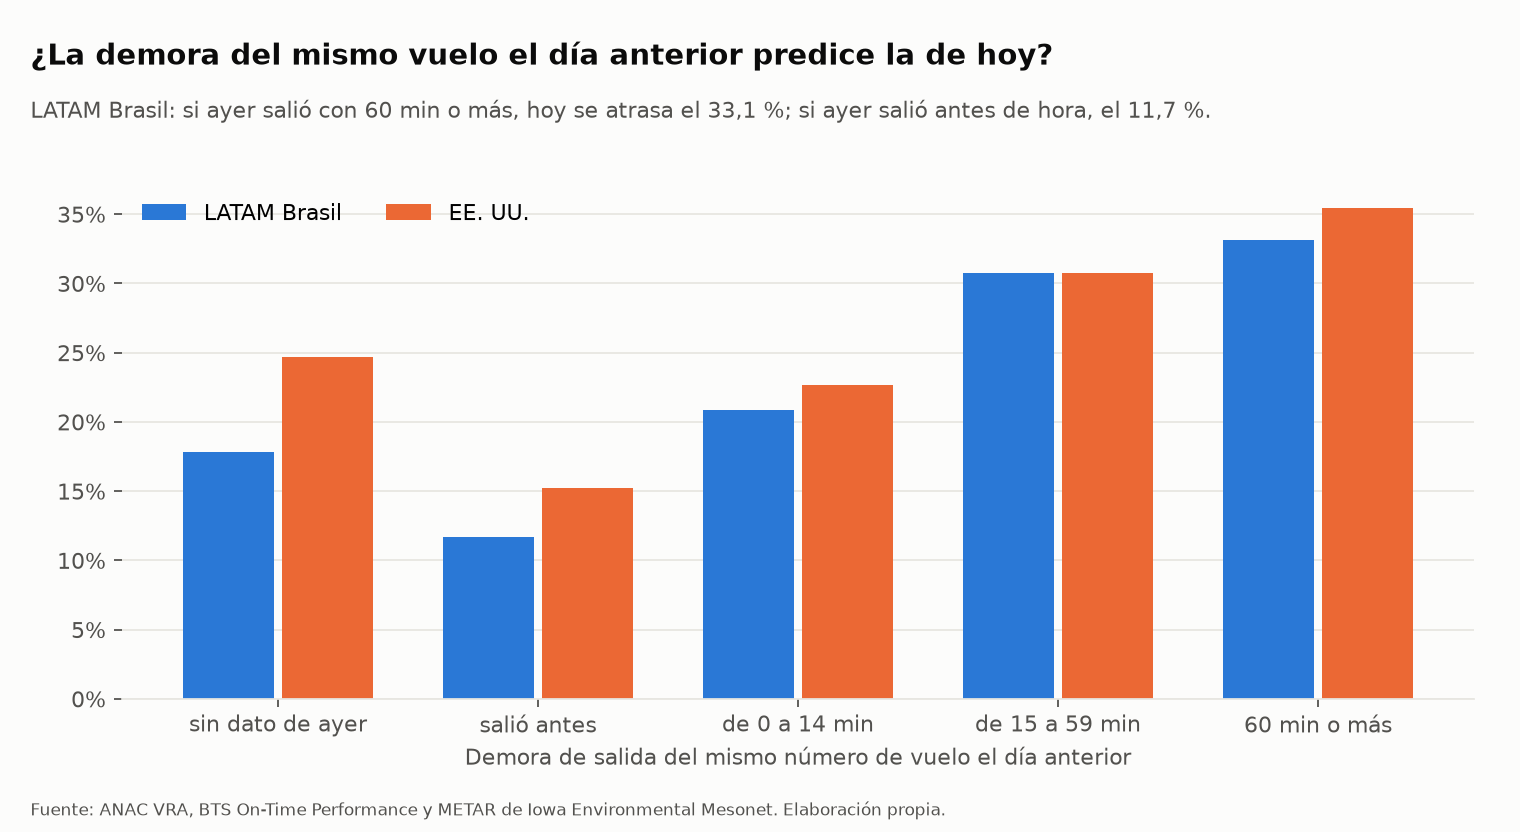 ¿La demora del mismo vuelo el día anterior predice la de hoy?
LATAM Brasil: si ayer salió con 60 min o más, hoy se atrasa el 33,1 %; si ayer salió antes de hora, el 11,7 %.
LATAM Brasil
EE. UU.
35%
30%
25%
20%
15%
10%
5%
0%
sin dato de ayer
salió antes
de 0 a 14 min
de 15 a 59 min
60 min o más
Demora de salida del mismo número de vuelo el día anterior
Fuente: ANAC VRA, BTS On-Time Performance y METAR de Iowa Environmental Mesonet. Elaboración propia.